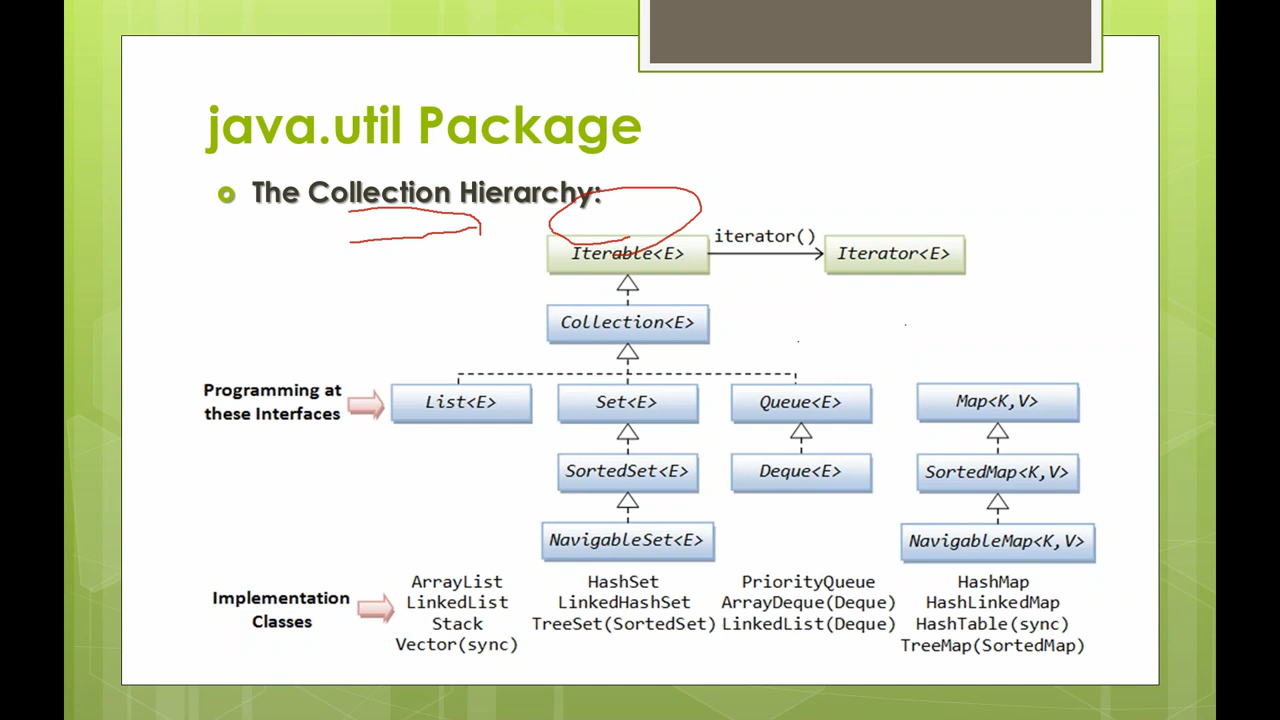 java.util Package
The Collection Hierarchy:
iterator()
Iterable<E>
Iterator<E>
Collection<E>
Programming at
these Interfaces
List<E>
Set<E>
Queue<E>
Map<K,V>
SortedSet<E>
Deque<E>
SortedMap<K,V>
NavigableSet<E>
NavigableMap<K,V>
Implementation
Classes
ArrayList
LinkedList
Stack
Vector(sync)
HashSet
LinkedHashSet
TreeSet(SortedSet)
PriorityQueue
ArrayDeque(Deque)
LinkedList(Deque)
HashMap
HashLinkedMap
HashTable(sync)
TreeMap(SortedMap)